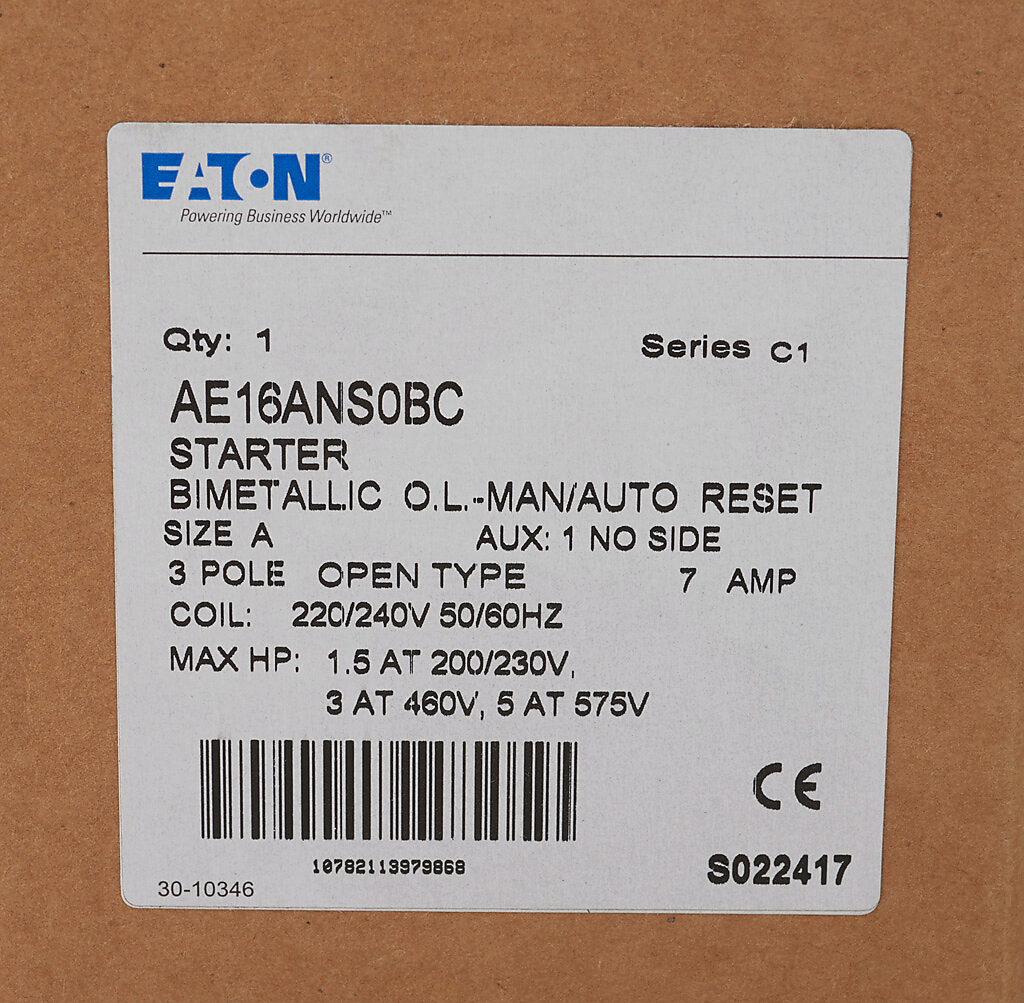 EATON®
Powering Business Worldwide™
Qty: 1 Series C1
AE16ANS0BC
STARTER
BIMETALLIC O.L.-MAN/AUTO RESET
SIZE A AUX: 1 NO SIDE
3 POLE OPEN TYPE 7 AMP
COIL: 220/240V 50/60HZ
MAX HP: 1.5 AT 200/230V,
3 AT 460V, 5 AT 575V
CE
10782113979868
S022417
30-10346